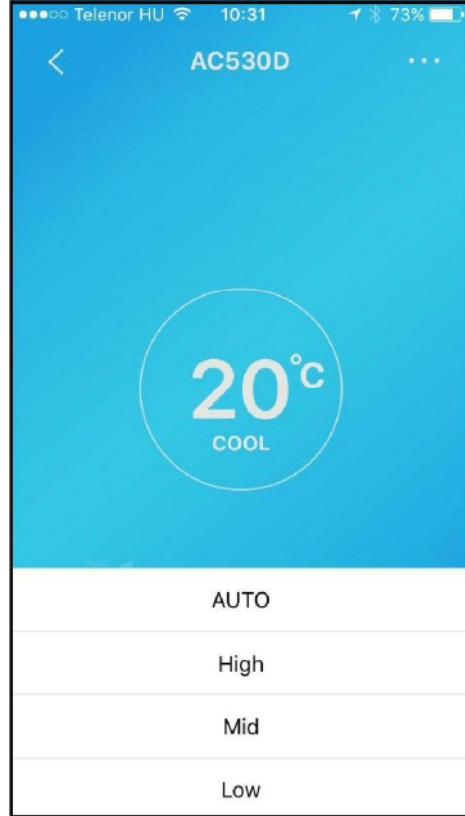 Telenor HU 10:31 73%
AC530D
20°C
COOL
AUTO
High
Mid
Low